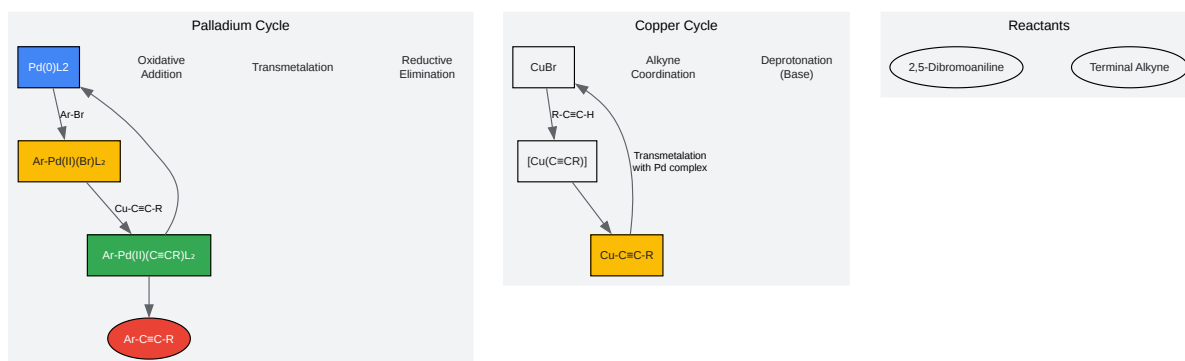 Palladium Cycle
Pd(0)L2
Oxidative
Addition
Transmetalation
Reductive
Elimination
Ar-Br
Ar-Pd(II)(Br)L₂
Cu-C≡C-R
Ar-Pd(II)(C≡CR)L₂
Ar-C≡C-R
Copper Cycle
CuBr
Alkyne
Coordination
Deprotonation
(Base)
R-C≡C-H
[Cu(C≡CR)]
Transmetalation
with Pd complex
Cu-C≡C-R
Reactants
2,5-Dibromoaniline
Terminal Alkyne